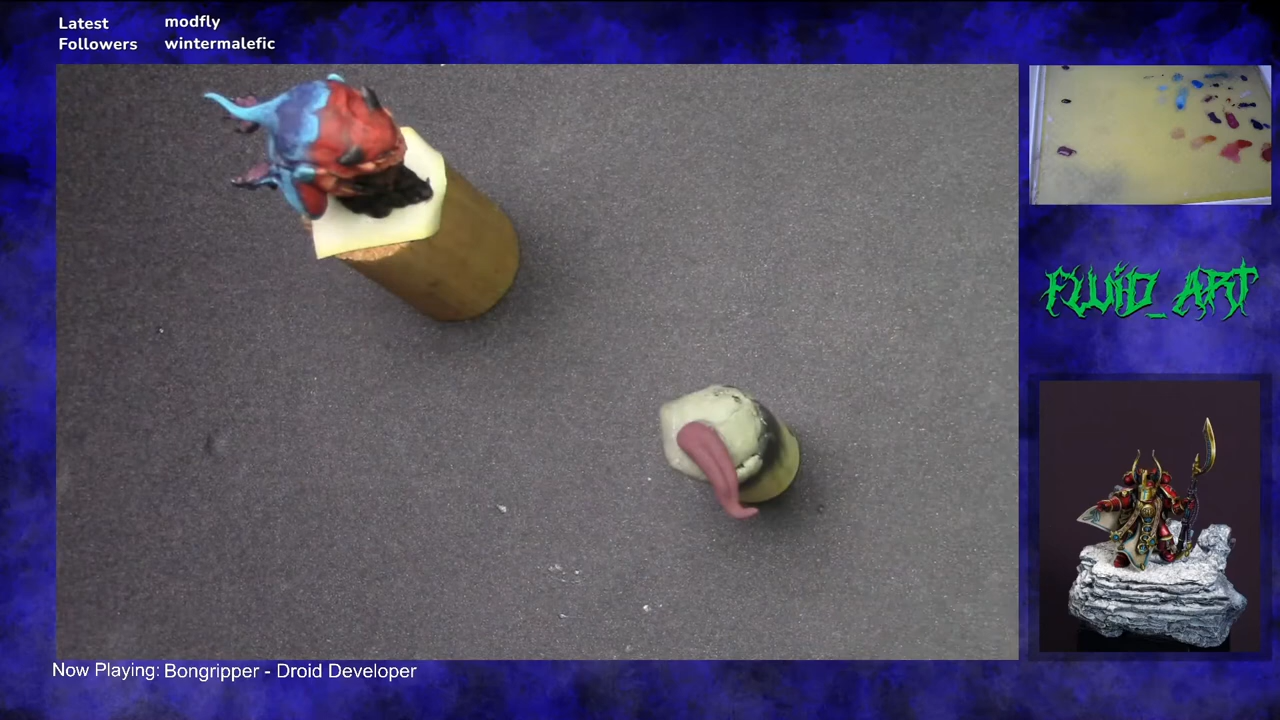 Latest
Followers
modfly
wintermalefic
FLUID_ART
Now Playing: Bongripper - Droid Developer